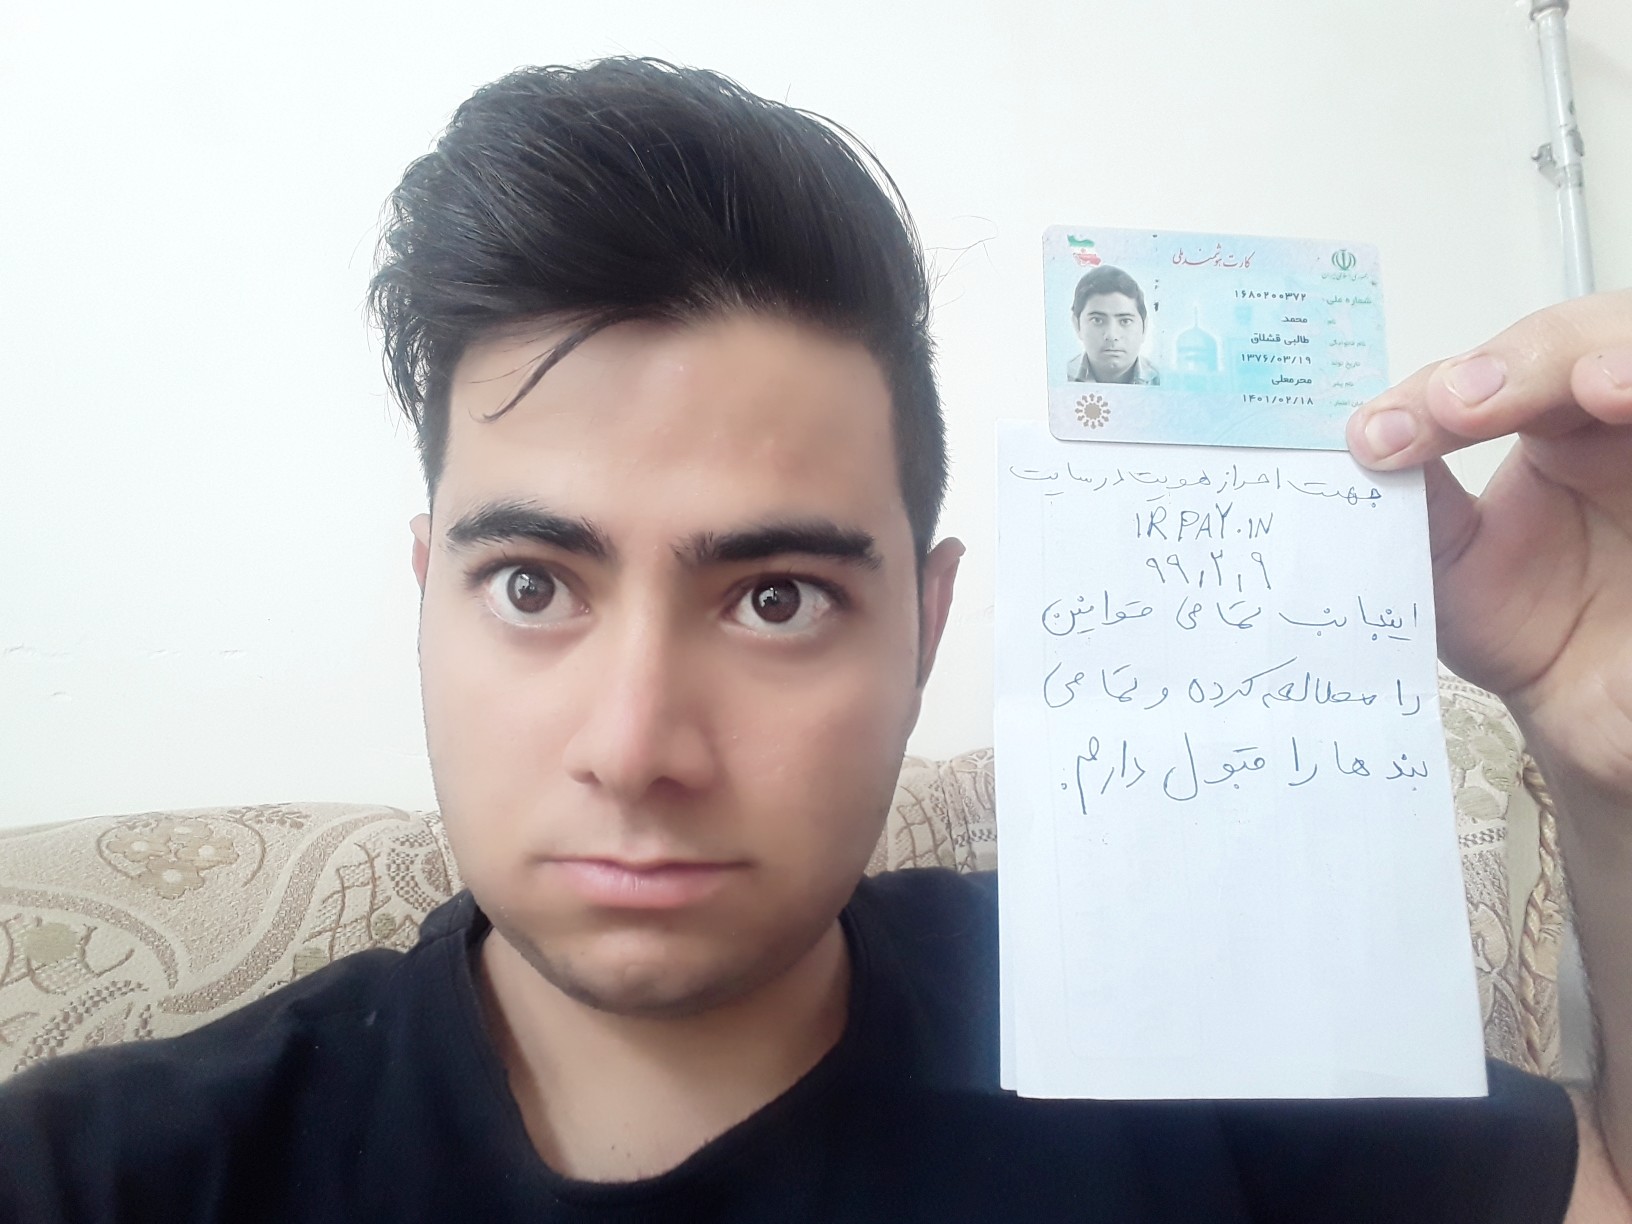 کارت هوشمند ملی
جمهوری اسلامی ایران
شماره ملی: ۱۶۸۰۲۰۰۳۷۲
نام: محمد
نام خانوادگی: طالبی قشلاق
تاریخ تولد: ۱۳۷۶/۰۳/۱۹
نام پدر: محرمعلی
پایان اعتبار: ۱۴۰۱/۰۲/۱۸
جهت احراز هویت در سایت
IRPAY.IN
۹۹,۲,۹
اینجانب تمامی قوانین
را مطالعه کرده و تمامی
بند ها را قبول دارم.